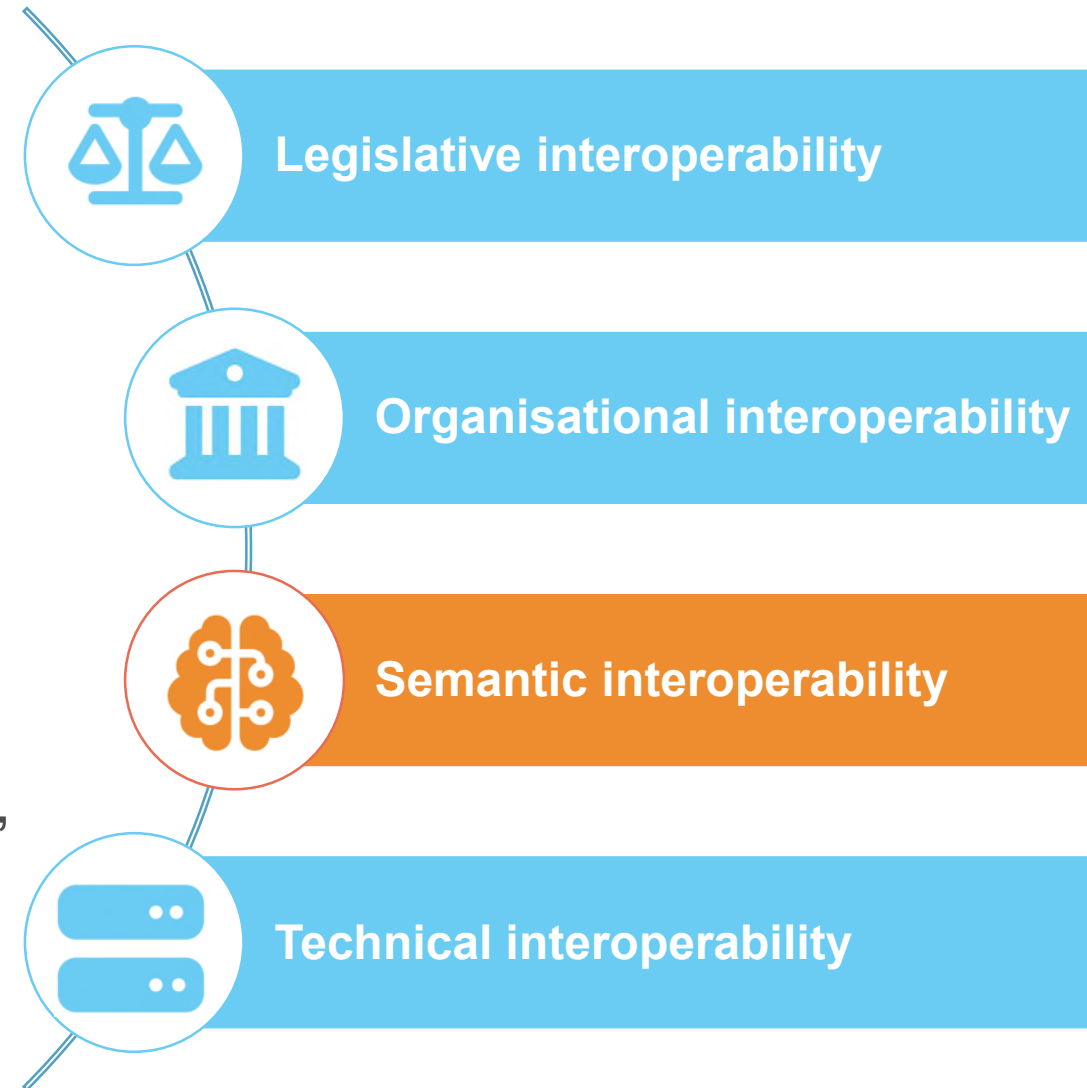 Legislative interoperability
Organisational interoperability
Semantic interoperability
,
Technical interoperability